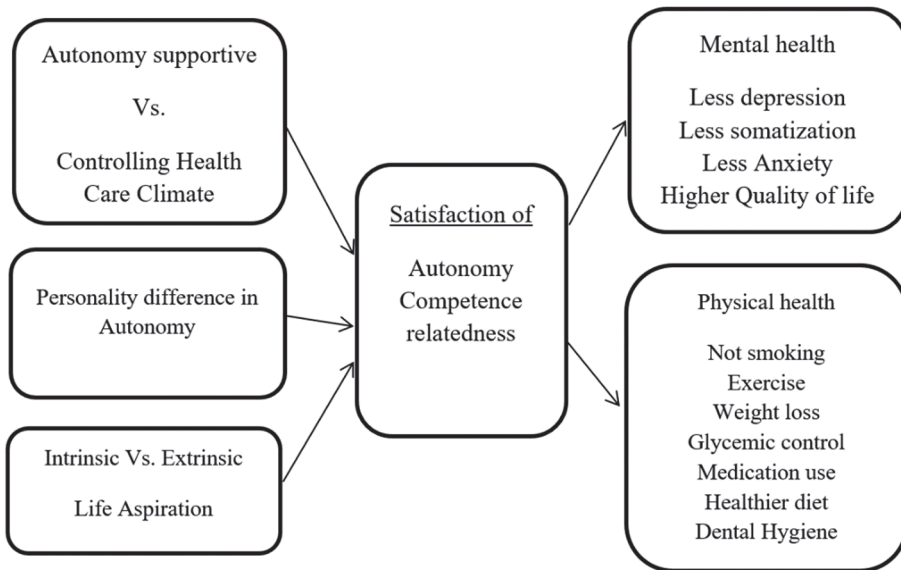 Autonomy supportive
Vs.
Controlling Health
Care Climate
Personality difference in
Autonomy
Intrinsic Vs. Extrinsic
Life Aspiration
Satisfaction of
Autonomy
Competence
relatedness
Mental health
Less depression
Less somatization
Less Anxiety
Higher Quality of life
Physical health
Not smoking
Exercise
Weight loss
Glycemic control
Medication use
Healthier diet
Dental Hygiene